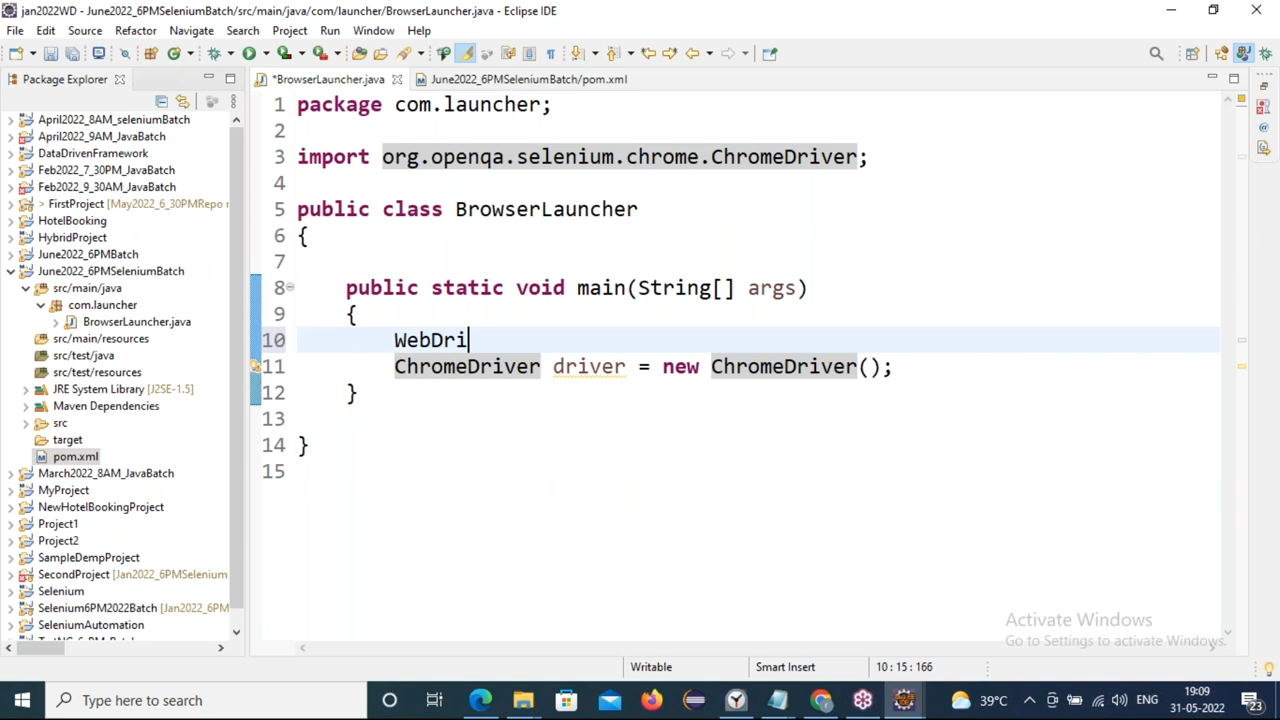 jan2022WD - June2022_6PMSeleniumBatch/src/main/java/com/launcher/BrowserLauncher.java - Eclipse IDE
File Edit Source Refactor Navigate Search Project Run Window Help
Package Explorer
*BrowserLauncher.java June2022_6PMSeleniumBatch/pom.xml
April2022_8AM_seleniumBatch
April2022_9AM_JavaBatch
DataDrivenFramework
Feb2022_7_30PM_JavaBatch
Feb2022_9_30AM_JavaBatch
> FirstProject [May2022_6_30PMRepo
HotelBooking
HybridProject
June2022_6PMBatch
June2022_6PMSeleniumBatch
src/main/java
com.launcher
BrowserLauncher.java
src/main/resources
src/test/java
src/test/resources
JRE System Library [J2SE-1.5]
Maven Dependencies
src
target
pom.xml
March2022_8AM_JavaBatch
MyProject
NewHotelBookingProject
Project1
Project2
SampleDempProject
SecondProject [Jan2022_6PMSelenium
Selenium
Selenium6PM2022Batch [Jan2022_6PM
SeleniumAutomation
1 package com.launcher;
2
3 import org.openqa.selenium.chrome.ChromeDriver;
4
5 public class BrowserLauncher
6 {
7
8 public static void main(String[] args)
9 {
10 WebDri
11 ChromeDriver driver = new ChromeDriver();
12 }
13
14 }
15
Activate Windows
Go to Settings to activate Windows.
Writable Smart Insert 10 : 15 : 166
Type here to search
39°C ENG 19:09
31-05-2022 23